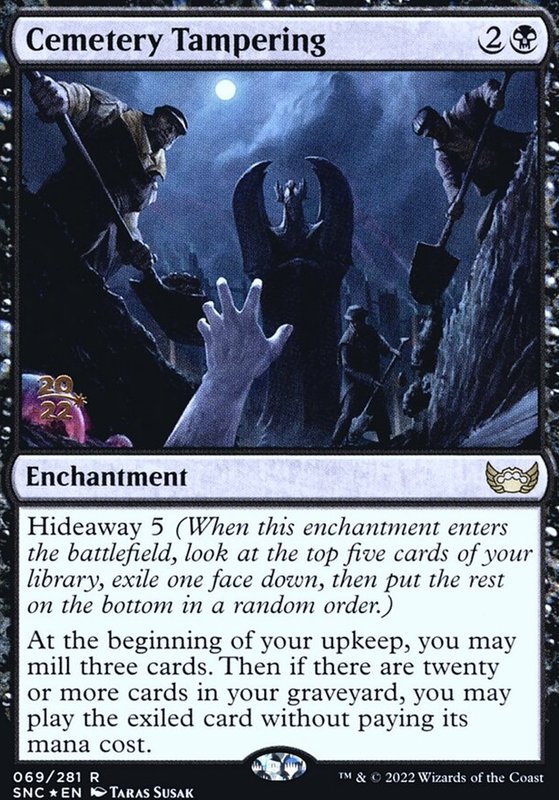 Cemetery Tampering
2
20
22*
Enchantment
Hideaway 5 (When this enchantment enters
the battlefield, look at the top five cards of your
library, exile one face down, then put the rest
on the bottom in a random order.)
At the beginning of your upkeep, you may
mill three cards. Then if there are twenty
or more cards in your graveyard, you may
play the exiled card without paying its
mana cost.
069/281 R
SNC ★ EN Taras Susak
™ & © 2022 Wizards of the Coast